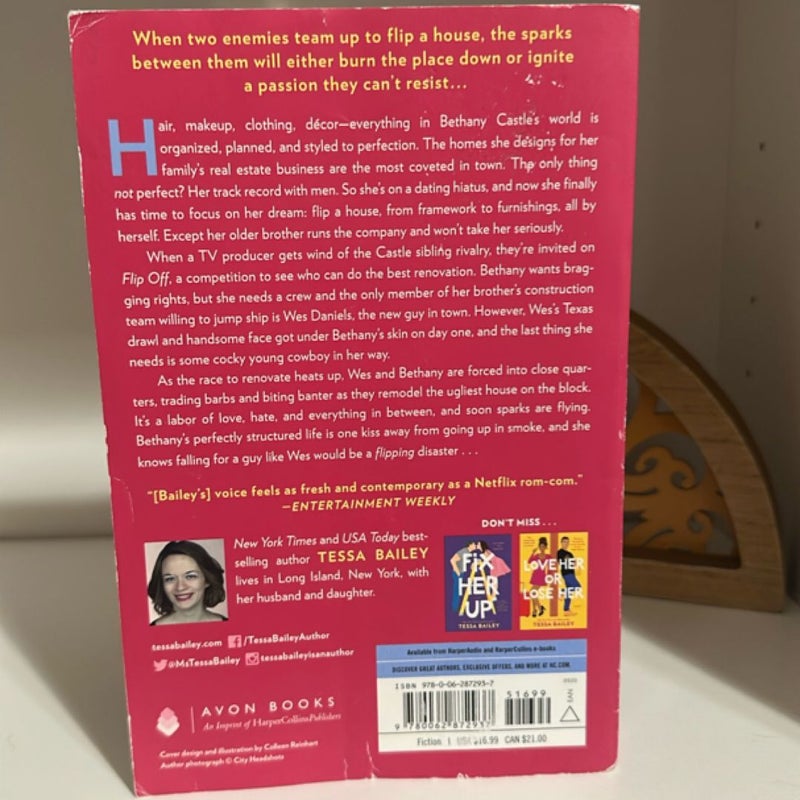 When two enemies team up to flip a house, the sparks
between them will either burn the place down or ignite
a passion they can't resist...
Hair, makeup, clothing, décor—everything in Bethany Castle's world is
organized, planned, and styled to perfection. The homes she designs for her
family's real estate business are the most coveted in town. The only thing
not perfect? Her track record with men. So she's on a dating hiatus, and now she finally
has time to focus on her dream: flip a house, from framework to furnishings, all by
herself. Except her older brother runs the company and won't take her seriously.
When a TV producer gets wind of the Castle sibling rivalry, they're invited on
Flip Off, a competition to see who can do the best renovation. Bethany wants brag-
ging rights, but she needs a crew and the only member of her brother's construction
team willing to jump ship is Wes Daniels, the new guy in town. However, Wes's Texas
drawl and handsome face got under Bethany's skin on day one, and the last thing she
needs is some cocky young cowboy in her way.
As the race to renovate heats up, Wes and Bethany are forced into close quar-
ters, trading barbs and biting banter as they remodel the ugliest house on the block.
It's a labor of love, hate, and everything in between, and soon sparks are flying.
Bethany's perfectly structured life is one kiss away from going up in smoke, and she
knows falling for a guy like Wes would be a flipping disaster . . .
"[Bailey's] voice feels as fresh and contemporary as a Netflix rom-com."
—ENTERTAINMENT WEEKLY
New York Times and USA Today best-
selling author TESSA BAILEY
lives in Long Island, New York, with
her husband and daughter.
DON'T MISS . . .
FIX
HER
UP
TESSA BAILEY
LOVE HER
OR
LOSE HER
TESSA BAILEY
tessabailey.com /TessaBaileyAuthor
@MsTessaBailey tessabaileyisanauthor
AVON BOOKS
An Imprint of HarperCollinsPublishers
Cover design and illustration by Colleen Reinhart
Author photograph © City Headshots
Available from HarperAudio and HarperCollins e-books
DISCOVER GREAT AUTHORS, EXCLUSIVE OFFERS, AND MORE AT HC.COM.
ISBN 978-0-06-287293-7
51699
EAN
9 780062 872937
Fiction | USA $16.99 CAN $21.00